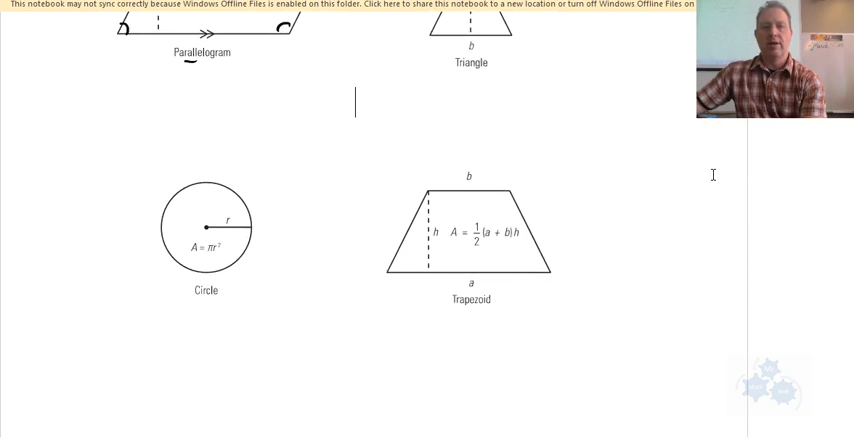 This notebook may not sync correctly because Windows Offline Files is enabled on this folder. Click here to share this notebook to a new location or turn off Windows Offline Files on
Parallelogram
b
Triangle
r
A = πr²
Circle
b
h A = 1/2 (a + b)h
a
Trapezoid